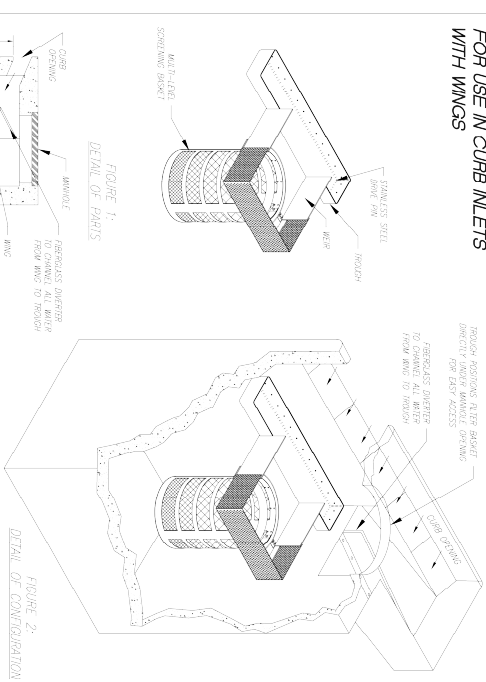 FOR USE IN CURB INLETS
WITH WINGS
STAINLESS SEEL
DRIVE PIN
TROUGH
WEIR
MULTI-LEVEL
SCREENING BASKET
FIGURE 1:
DETAIL OF PARTS
CURB
OPENING
MANHOLE
FIBERGLASS DIVERTER
TO CHANNEL ALL WATER
FROM WING TO TROUGH
WING
TROUGH POSITIONS FILTER BASKET
DIRECTLY UNDER MANHOLE OPENING
FOR EASY ACCESS
FIBERGLASS DIVERTER
TO CHANNEL ALL WATER
FROM WING TO TROUGH
CURB OPENING
FIGURE 2:
DETAIL OF CONFIGURATION